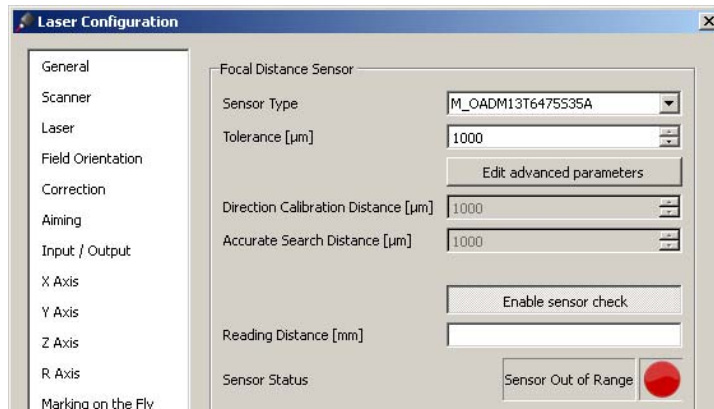 Laser Configuration
General
Scanner
Laser
Field Orientation
Correction
Aiming
Input / Output
X Axis
Y Axis
Z Axis
R Axis
Marking on the Fly
Focal Distance Sensor
Sensor Type M_OADM13T6475S35A
Tolerance [µm] 1000
Edit advanced parameters
Direction Calibration Distance [µm] 1000
Accurate Search Distance [µm] 1000
Enable sensor check
Reading Distance [mm]
Sensor Status Sensor Out of Range